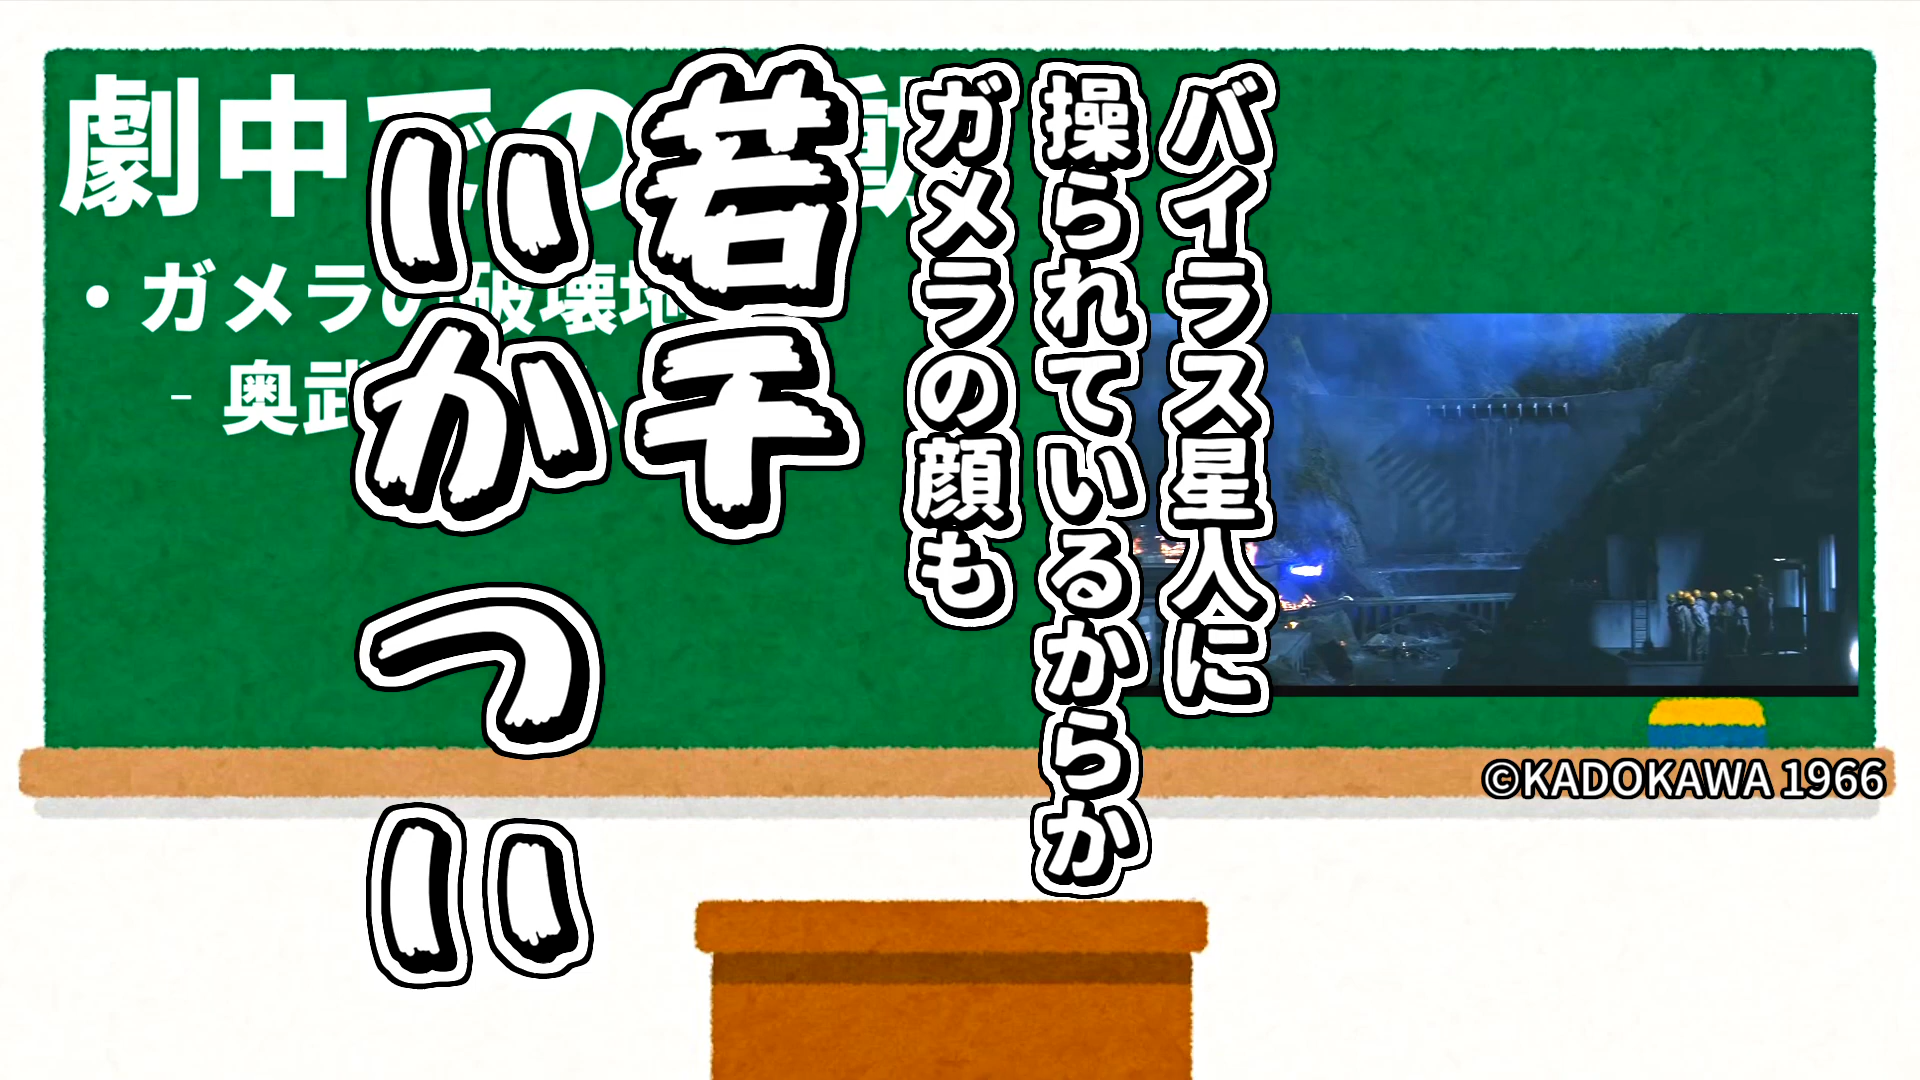 バイラス星人に
操られているからか
ガメラの顔も
若干
いかつい
劇中での 動
・ガメラの破壊
- 奥武
©KADOKAWA 1966